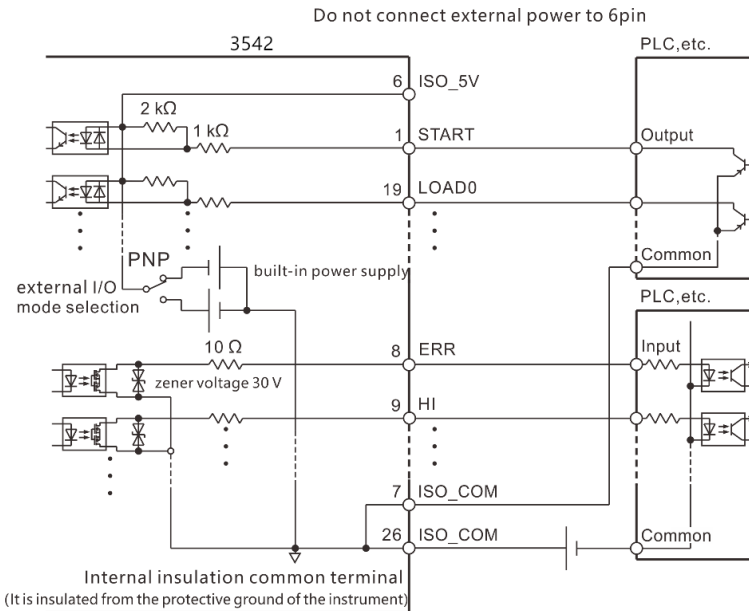 Do not connect external power to 6pin
3542
PLC,etc.
6 ISO_5V
2 kΩ
1 kΩ
1 START
Output
19 LOAD0
PNP
external I/O
mode selection
built-in power supply
Common
PLC,etc.
10 Ω
8 ERR
Input
zener voltage 30 V
9 HI
7 ISO_COM
26 ISO_COM
Common
Internal insulation common terminal
(It is insulated from the protective ground of the instrument)